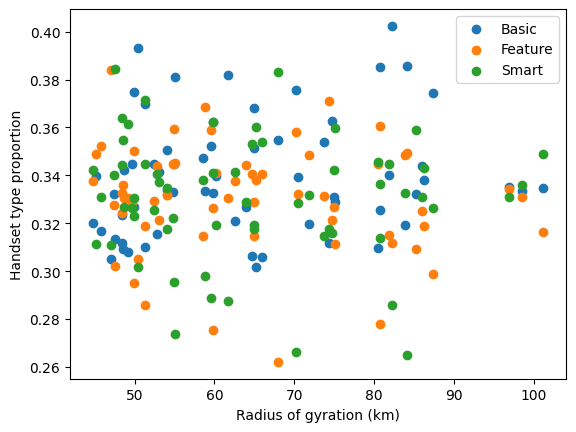 0.40
0.38
0.36
0.34
0.32
0.30
0.28
0.26
Handset type proportion
Basic
Feature
Smart
50 60 70 80 90 100
Radius of gyration (km)